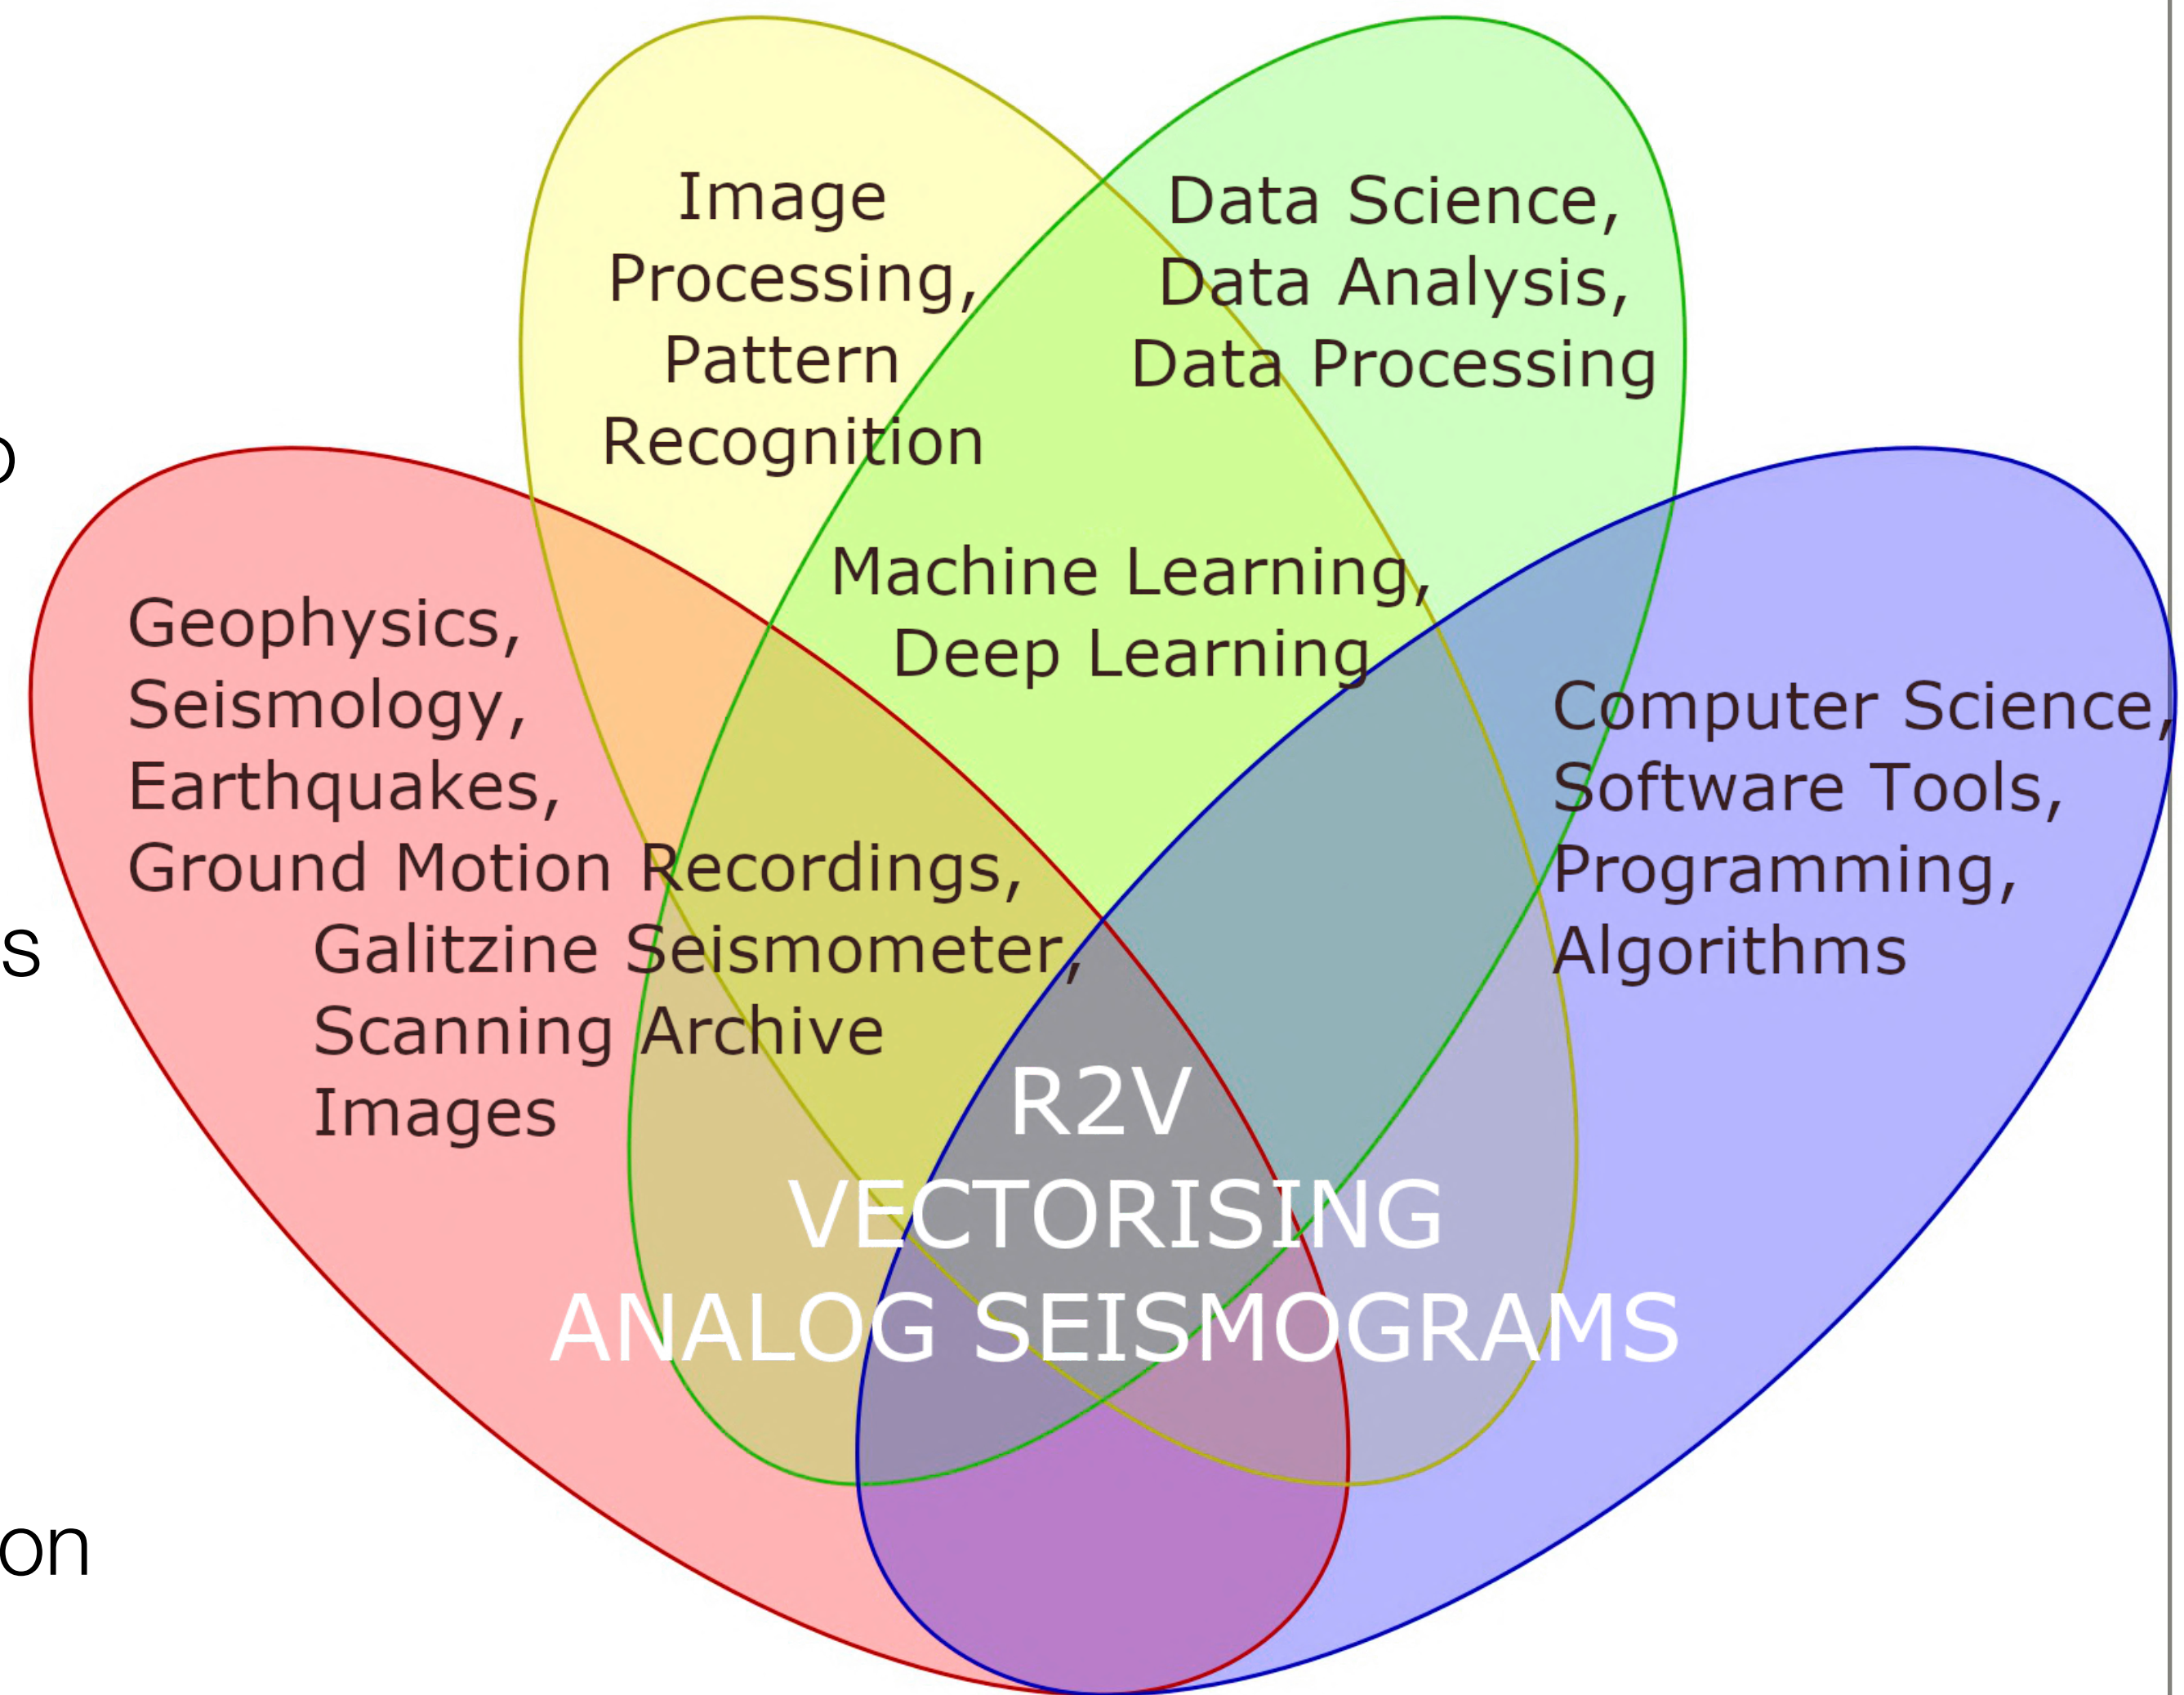 Image
Processing,
Pattern
Recognition
Data Science,
Data Analysis,
Data Processing
Machine Learning,
Deep Learning
Geophysics,
Seismology,
Earthquakes,
Ground Motion Recordings,
Galitzine Seismometer,
Scanning Archive
Images
Computer Science,
Software Tools,
Programming,
Algorithms
R2V
VECTORISING
ANALOG SEISMOGRAMS
s
on